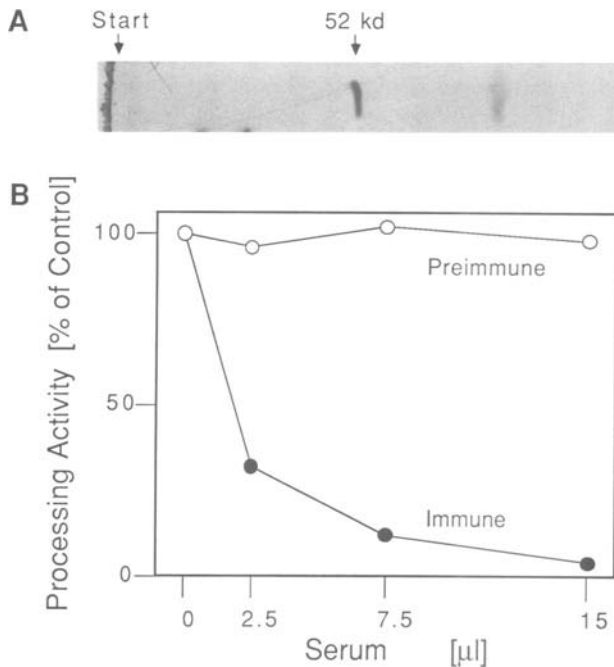 A
Start
52 kd
B
Processing Activity [% of Control]
100
50
0
Preimmune
Immune
0 2.5 7.5 15
Serum [µl]